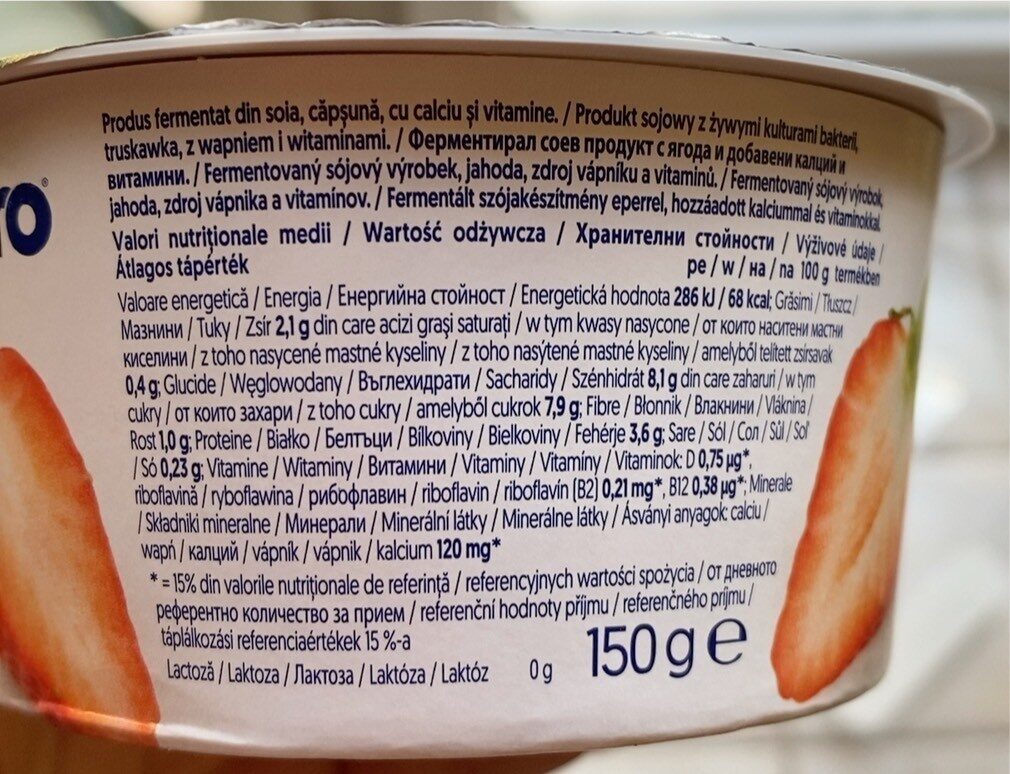 ro®
Produs fermentat din soia, căpșună, cu calciu și vitamine. / Produkt sojowy z żywymi kulturami bakterii,
truskawka, z wapniem i witaminami. / Ферментирал соев продукт с ягода и добавени калций и
витамини. / Fermentovaný sójový výrobek, jahoda, zdroj vápníku a vitaminů. / Fermentovaný sójový výrobok,
jahoda, zdroj vápnika a vitamínov. / Fermentált szójakészítmény eperrel, hozzáadott kalciummal és vitaminokkal.
Valori nutriționale medii / Wartość odżywcza / Хранителни стойности / Výživové údaje /
Átlagos tápérték pe / w / на / na 100 g termékben
Valoare energetică / Energia / Енергийна стойност / Energetická hodnota 286 kJ / 68 kcal; Grăsimi / Tłuszcz /
Мазнини / Tuky / Zsír 2,1 g din care acizi grași saturați / w tym kwasy nasycone / от които наситени мастни
киселини / z toho nasycené mastné kyseliny / z toho nasýtené mastné kyseliny / amelyből telített zsírsavak
0,4 g; Glucide / Węglowodany / Въглехидрати / Sacharidy / Szénhidrát 8,1 g din care zaharuri / w tym
cukry / от които захари / z toho cukry / amelyből cukrok 7,9 g; Fibre / Błonnik / Влакнини / Vláknina /
Rost 1,0 g; Proteine / Białko / Белтъци / Bílkoviny / Bielkoviny / Fehérje 3,6 g; Sare / Sól / Сол / Sůl / Soľ
/ Só 0,23 g; Vitamine / Witaminy / Витамини / Vitaminy / Vitamíny / Vitaminok: D 0,75 µg*,
riboflavină / ryboflawina / рибофлавин / riboflavin / riboflavín (B2) 0,21 mg*, B12 0,38 µg*; Minerale
/ Składniki mineralne / Минерали / Minerální látky / Minerálne látky / Ásványi anyagok: calciu /
wapń / калций / vápník / vápnik / kalcium 120 mg*
* = 15% din valorile nutriționale de referință / referencyjnych wartości spożycia / от дневното
референтно количество за прием / referenční hodnoty příjmu / referenčného príjmu /
táplálkozási referenciaértékek 15 %-a
Lactoză / Laktoza / Лактоза / Laktóza / Laktóz 0 g 150 g e